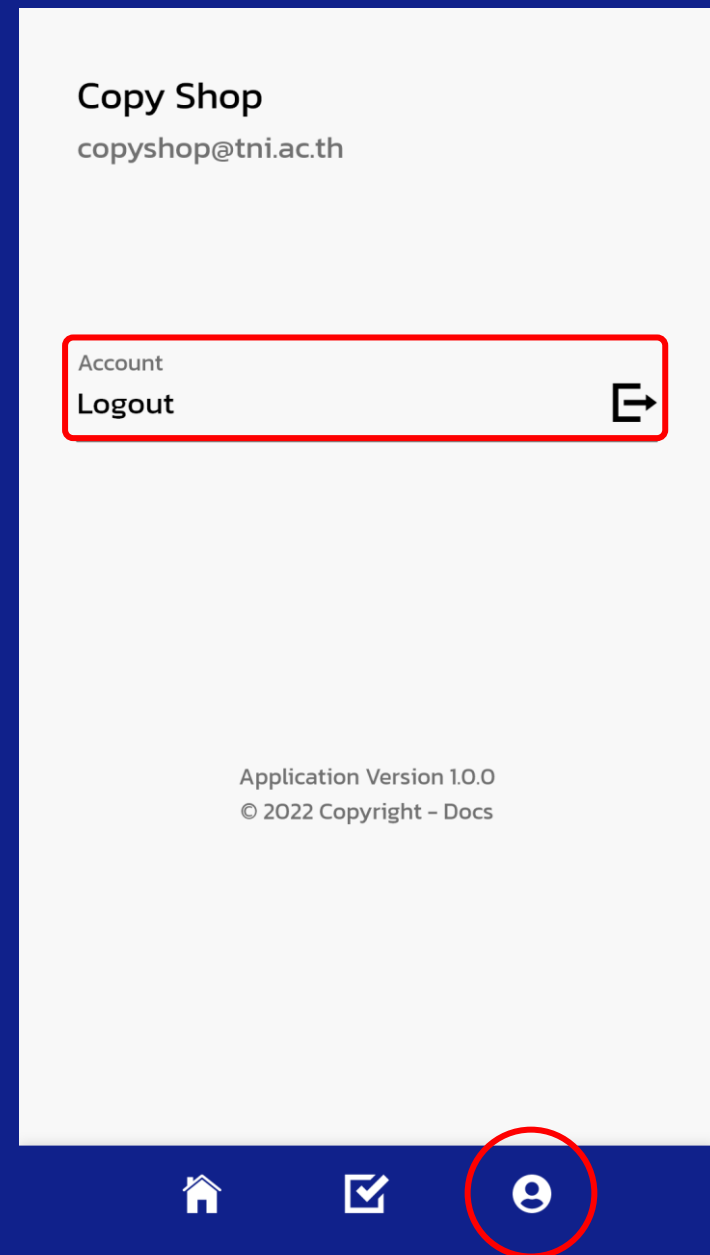 Copy Shop
copyshop@tni.ac.th
Account
Logout
Application Version 1.0.0
© 2022 Copyright - Docs